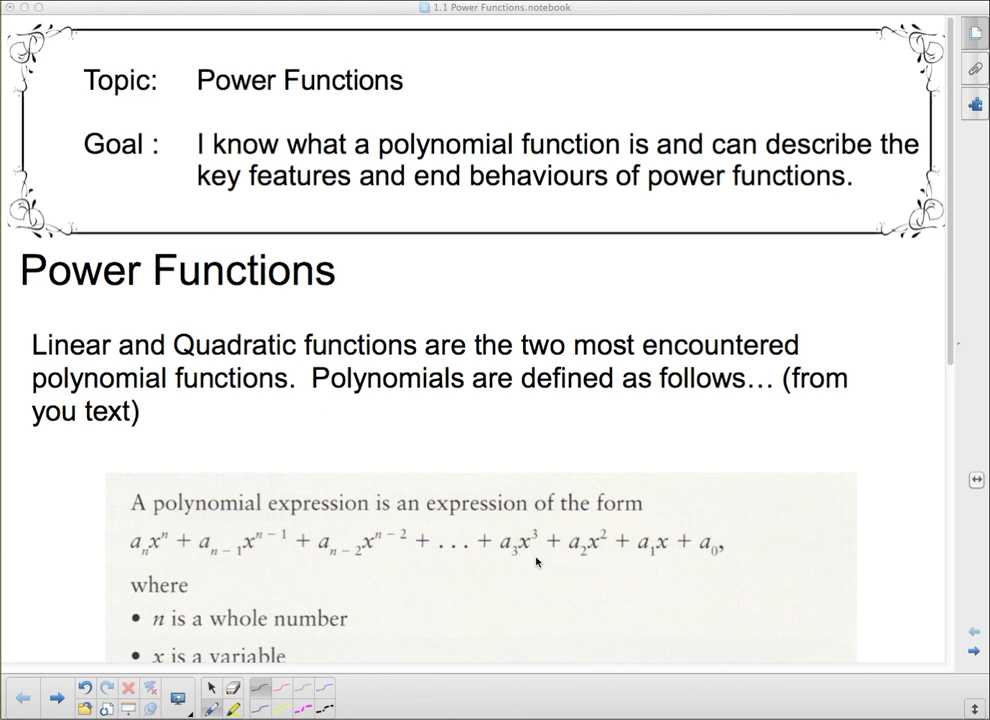 1.1 Power Functions.notebook
Topic: Power Functions
Goal : I know what a polynomial function is and can describe the
key features and end behaviours of power functions.
Power Functions
Linear and Quadratic functions are the two most encountered
polynomial functions. Polynomials are defined as follows... (from
you text)
A polynomial expression is an expression of the form
aₙxⁿ + aₙ₋₁xⁿ⁻¹ + aₙ₋₂xⁿ⁻² + . . . + a₃x³ + a₂x² + a₁x + a₀,
where
• n is a whole number
• x is a variable